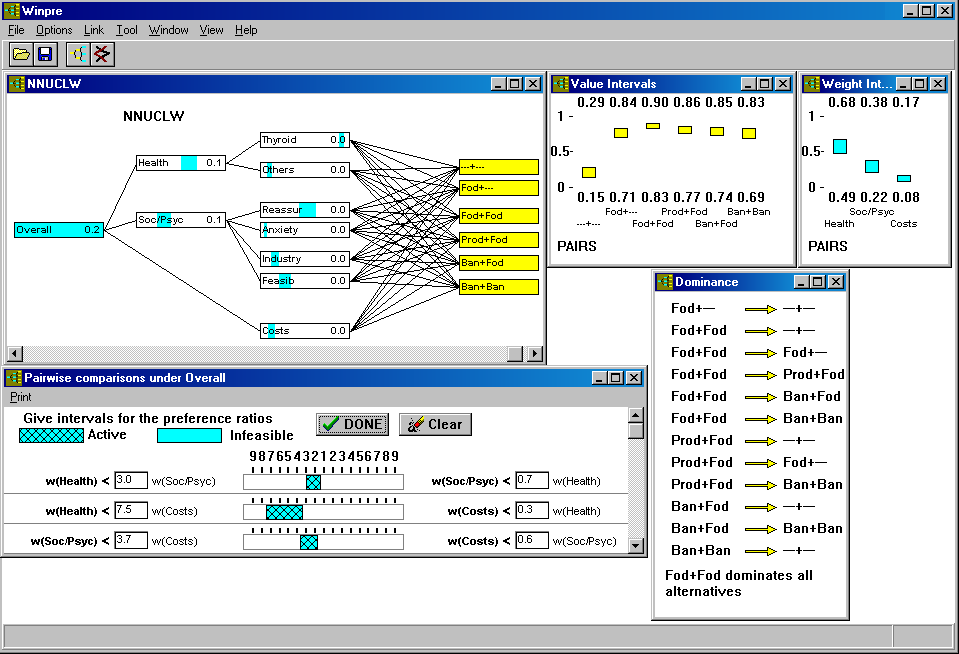 Winpre
File Options Link Tool Window View Help
NNUCLW
NNUCLW
Overall 0.2
Health 0.1
Soc/Psyc 0.1
Thyroid 0.0
Others 0.0
Reassur 0.0
Anxiety 0.0
Industry 0.0
Feasib 0.0
Costs 0.0
---+---
Fod+---
Fod+Fod
Prod+Fod
Ban+Fod
Ban+Ban
Value Intervals
0.29 0.84 0.90 0.86 0.85 0.83
1 -
0.5-
0 -
0.15 0.71 0.83 0.77 0.74 0.69
Fod+--- Prod+Fod Ban+Ban
---+--- Fod+Fod Ban+Fod
PAIRS
Weight Int...
0.68 0.38 0.17
1 -
0.5-
0 -
0.49 0.22 0.08
Soc/Psyc
Health Costs
PAIRS
Dominance
Fod+--- ---+---
Fod+Fod ---+---
Fod+Fod Fod+---
Fod+Fod Prod+Fod
Fod+Fod Ban+Fod
Fod+Fod Ban+Ban
Prod+Fod ---+---
Prod+Fod Fod+---
Prod+Fod Ban+Ban
Ban+Fod ---+---
Ban+Fod Ban+Ban
Ban+Ban ---+---
Fod+Fod dominates all
alternatives
Pairwise comparisons under Overall
Print
Give intervals for the preference ratios
Active Infeasible
DONE
Clear
98765432123456789
w(Health) < 3.0 w(Soc/Psyc) w(Soc/Psyc) < 0.7 w(Health)
w(Health) < 7.5 w(Costs) w(Costs) < 0.3 w(Health)
w(Soc/Psyc) < 3.7 w(Costs) w(Costs) < 0.6 w(Soc/Psyc)